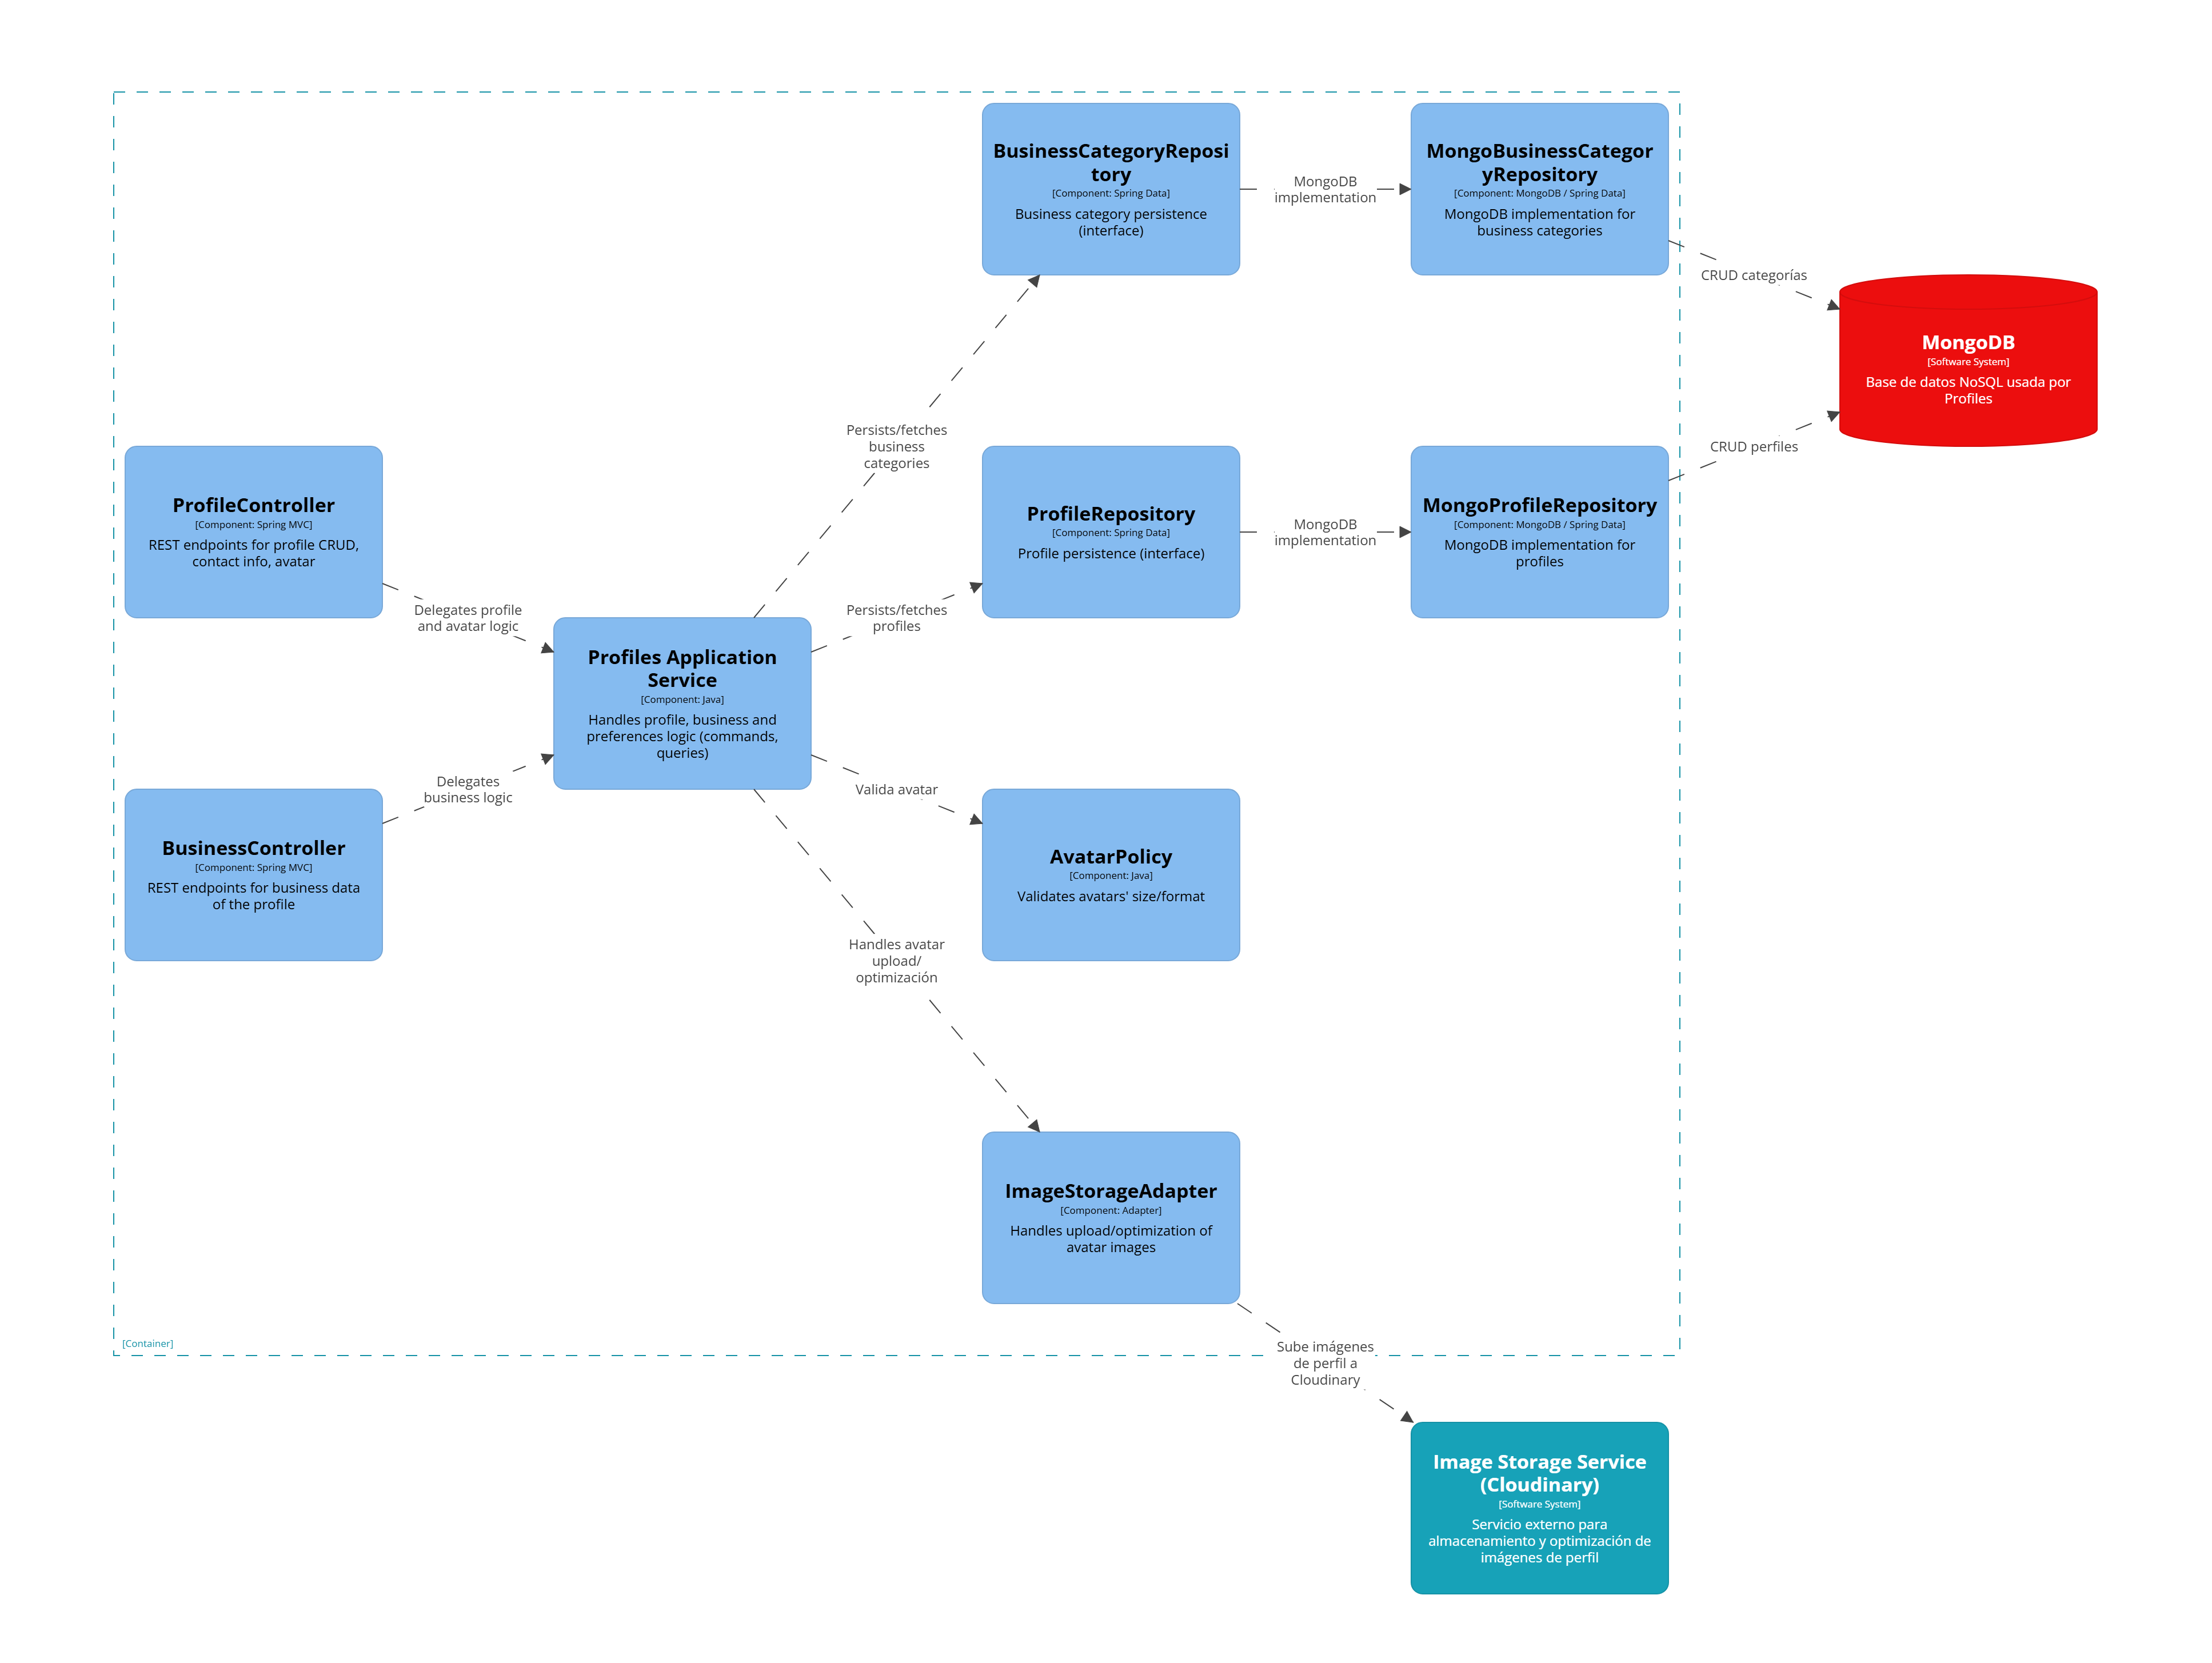 BusinessCategoryReposi
tory
[Component: Spring Data]
Business category persistence
(interface)
MongoDB
implementation
MongoBusinessCategor
yRepository
[Component: MongoDB / Spring Data]
MongoDB implementation for
business categories
CRUD categorías
MongoDB
[Software System]
Base de datos NoSQL usada por
Profiles
CRUD perfiles
Persists/fetches
business
categories
ProfileController
[Component: Spring MVC]
REST endpoints for profile CRUD,
contact info, avatar
Delegates profile
and avatar logic
ProfileRepository
[Component: Spring Data]
Profile persistence (interface)
MongoDB
implementation
MongoProfileRepository
[Component: MongoDB / Spring Data]
MongoDB implementation for
profiles
Persists/fetches
profiles
Profiles Application
Service
[Component: Java]
Handles profile, business and
preferences logic (commands,
queries)
Delegates
business logic
Valida avatar
BusinessController
[Component: Spring MVC]
REST endpoints for business data
of the profile
AvatarPolicy
[Component: Java]
Validates avatars' size/format
Handles avatar
upload/
optimización
ImageStorageAdapter
[Component: Adapter]
Handles upload/optimization of
avatar images
[Container]
Sube imágenes
de perfil a
Cloudinary
Image Storage Service
(Cloudinary)
[Software System]
Servicio externo para
almacenamiento y optimización de
imágenes de perfil